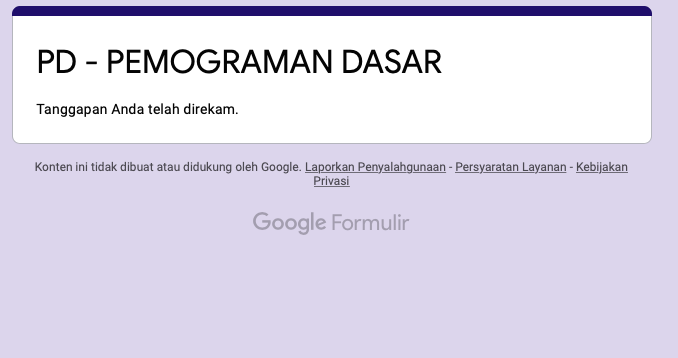 PD - PEMOGRAMAN DASAR
Tanggapan Anda telah direkam.
Konten ini tidak dibuat atau didukung oleh Google. Laporkan Penyalahgunaan - Persyaratan Layanan - Kebijakan
Privasi
Google Formulir